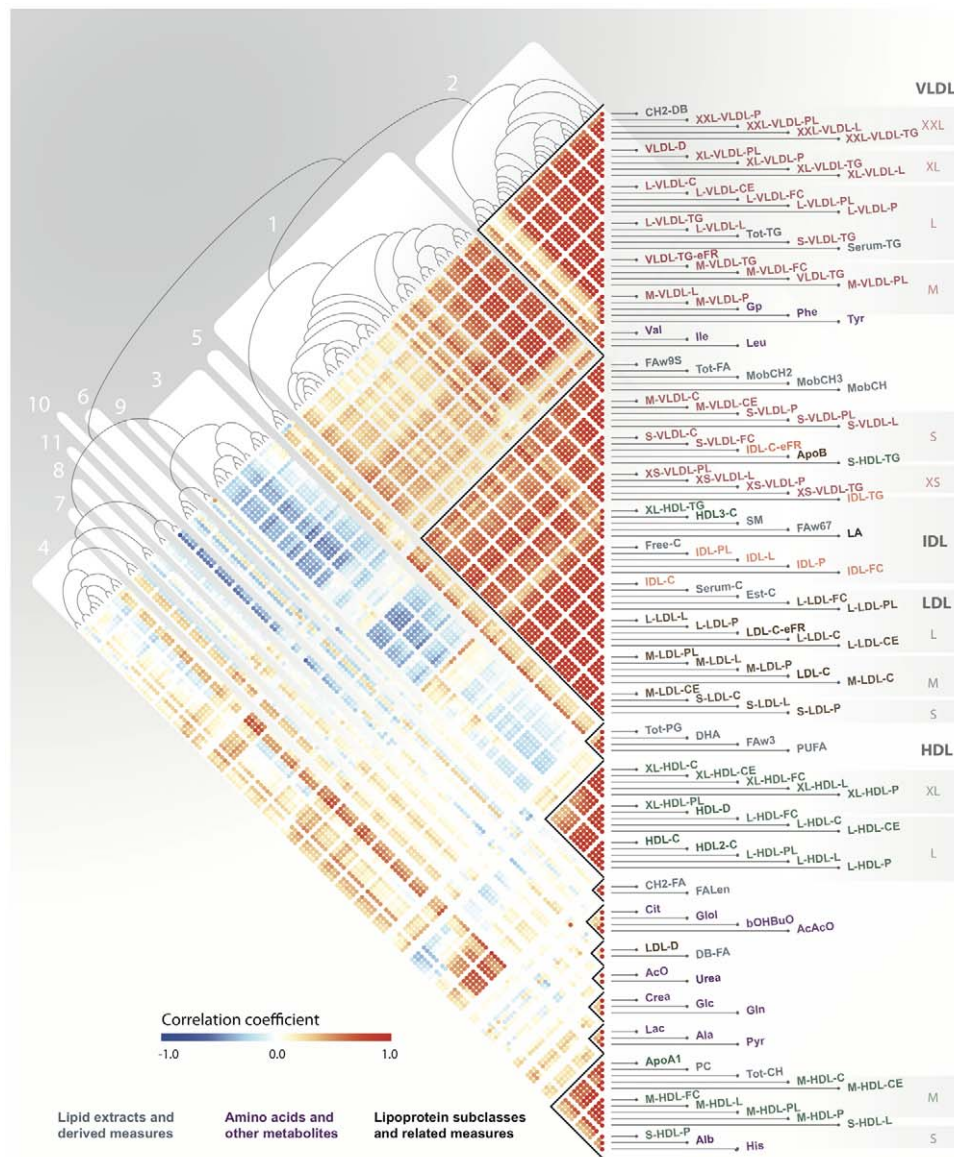 2
1
5
3
9
6
10
11
8
7
4
VLDL
CH2-DB
XXL-VLDL-P
XXL-VLDL-PL
XXL-VLDL-L
XXL-VLDL-TG
XXL
VLDL-D
XL-VLDL-PL
XL-VLDL-P
XL-VLDL-TG
XL-VLDL-L
XL
L-VLDL-C
L-VLDL-CE
L-VLDL-FC
L-VLDL-PL
L-VLDL-P
L
L-VLDL-TG
L-VLDL-L
Tot-TG
S-VLDL-TG
Serum-TG
VLDL-TG-eFR
M-VLDL-TG
M-VLDL-FC
VLDL-TG
M-VLDL-PL
M
M-VLDL-L
M-VLDL-P
Gp
Phe
Tyr
Val
Ile
Leu
FAw9S
Tot-FA
MobCH2
MobCH3
MobCH
M-VLDL-C
M-VLDL-CE
S-VLDL-P
S-VLDL-PL
S-VLDL-L
S
S-VLDL-C
S-VLDL-FC
IDL-C-eFR
ApoB
S-HDL-TG
XS-VLDL-PL
XS-VLDL-L
XS-VLDL-P
XS-VLDL-TG
IDL-TG
XS
XL-HDL-TG
HDL3-C
SM
FAw67
LA
IDL
Free-C
IDL-PL
IDL-L
IDL-P
IDL-FC
IDL-C
Serum-C
Est-C
L-LDL-FC
L-LDL-PL
LDL
L-LDL-L
L-LDL-P
LDL-C-eFR
L-LDL-C
L-LDL-CE
L
M-LDL-PL
M-LDL-L
M-LDL-P
LDL-C
M-LDL-C
M
M-LDL-CE
S-LDL-C
S-LDL-L
S-LDL-P
S
Tot-PG
DHA
FAw3
PUFA
HDL
XL-HDL-C
XL-HDL-CE
XL-HDL-FC
XL-HDL-L
XL-HDL-P
XL
XL-HDL-PL
HDL-D
L-HDL-FC
L-HDL-C
L-HDL-CE
HDL-C
HDL2-C
L-HDL-PL
L-HDL-L
L-HDL-P
L
CH2-FA
FALen
Cit
Glol
bOHBuO
AcAcO
LDL-D
DB-FA
AcO
Urea
Crea
Glc
Gln
Lac
Ala
Pyr
ApoA1
PC
Tot-CH
M-HDL-C
M-HDL-CE
M-HDL-FC
M-HDL-L
M-HDL-PL
M-HDL-P
S-HDL-L
M
S-HDL-P
Alb
His
S
Correlation coefficient
-1.0 0.0 1.0
Lipid extracts and
derived measures
Amino acids and
other metabolites
Lipoprotein subclasses
and related measures